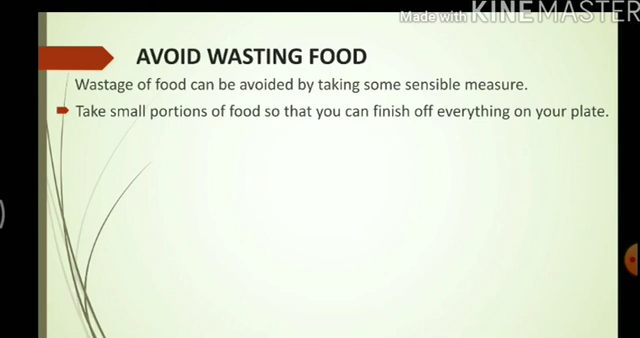 Made with KINEMASTER
AVOID WASTING FOOD
Wastage of food can be avoided by taking some sensible measure.
Take small portions of food so that you can finish off everything on your plate.